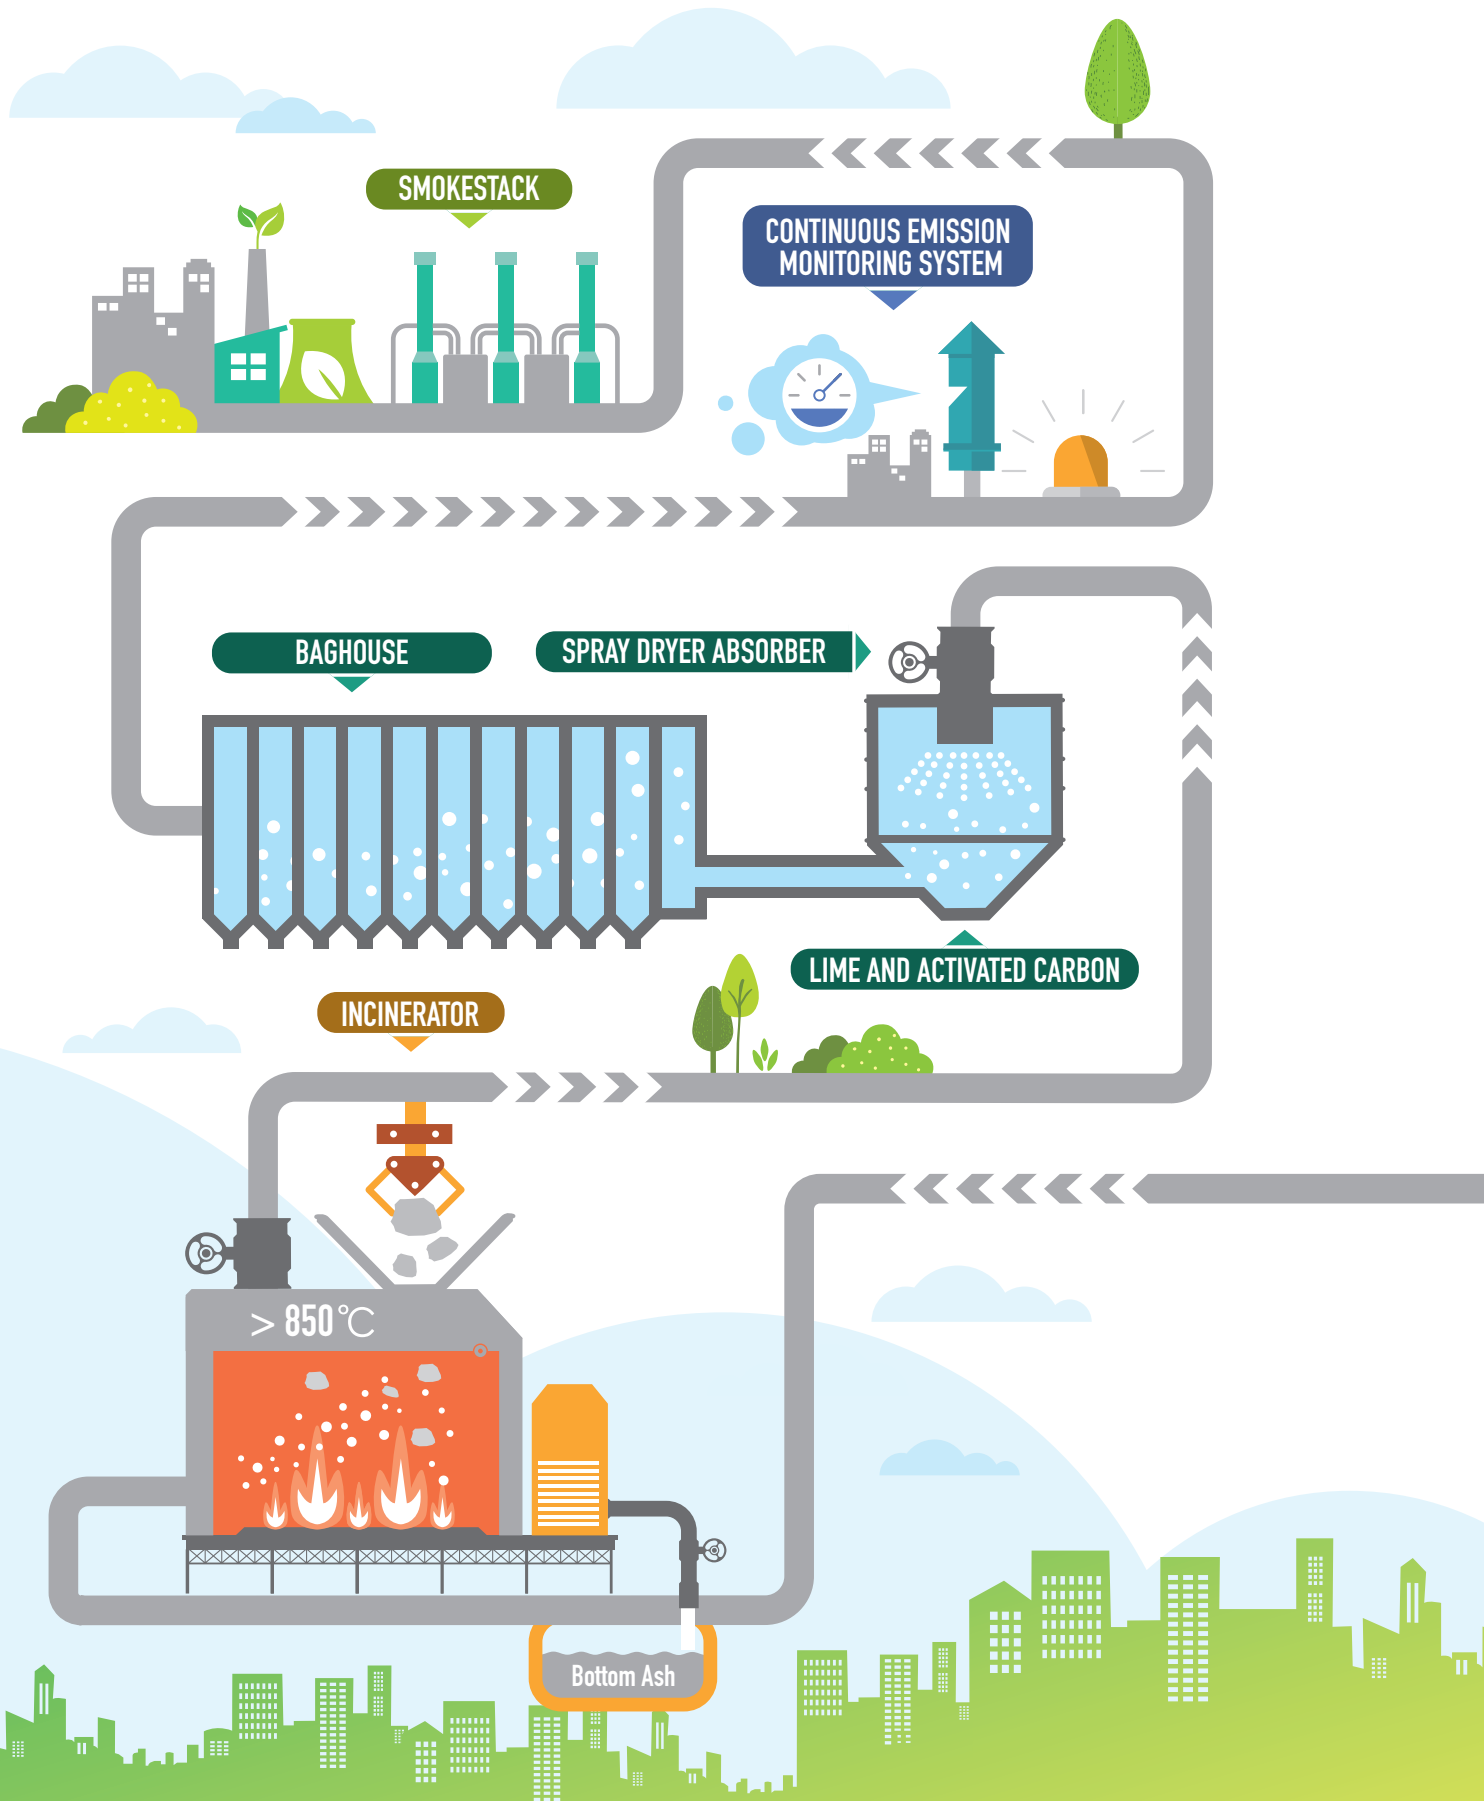 SMOKESTACK
CONTINUOUS EMISSION
MONITORING SYSTEM
BAGHOUSE
SPRAY DRYER ABSORBER
LIME AND ACTIVATED CARBON
INCINERATOR
> 850 ℃
Bottom Ash